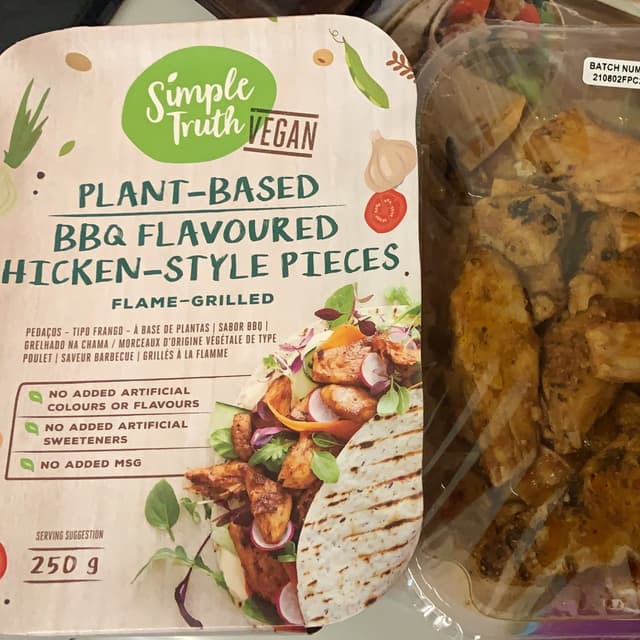 Simple
Truth
VEGAN
PLANT-BASED
BBQ FLAVOURED
HICKEN-STYLE PIECES
FLAME-GRILLED
PEDAÇOS - TIPO FRANGO - À BASE DE PLANTAS | SABOR BBQ |
GRELHADO NA CHAMA / MORCEAUX D'ORIGINE VÉGÉTALE DE TYPE
POULET | SAVEUR BARBECUE | GRILLÉS À LA FLAMME
NO ADDED ARTIFICIAL
COLOURS OR FLAVOURS
NO ADDED ARTIFICIAL
SWEETENERS
NO ADDED MSG
SERVING SUGGESTION
250 g
BATCH NUM
210802FPC